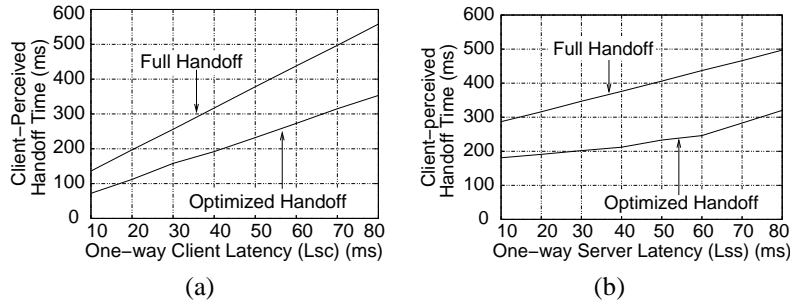 600
500
400
300
200
100
0
Client-Perceived
Handoff Time (ms)
Full Handoff
Optimized Handoff
10 20 30 40 50 60 70 80
One-way Client Latency (Lsc) (ms)
(a)
600
500
400
300
200
100
0
Client-perceived
Handoff Time (ms)
Full Handoff
Optimized Handoff
10 20 30 40 50 60 70 80
One-way Server Latency (Lss) (ms)
(b)